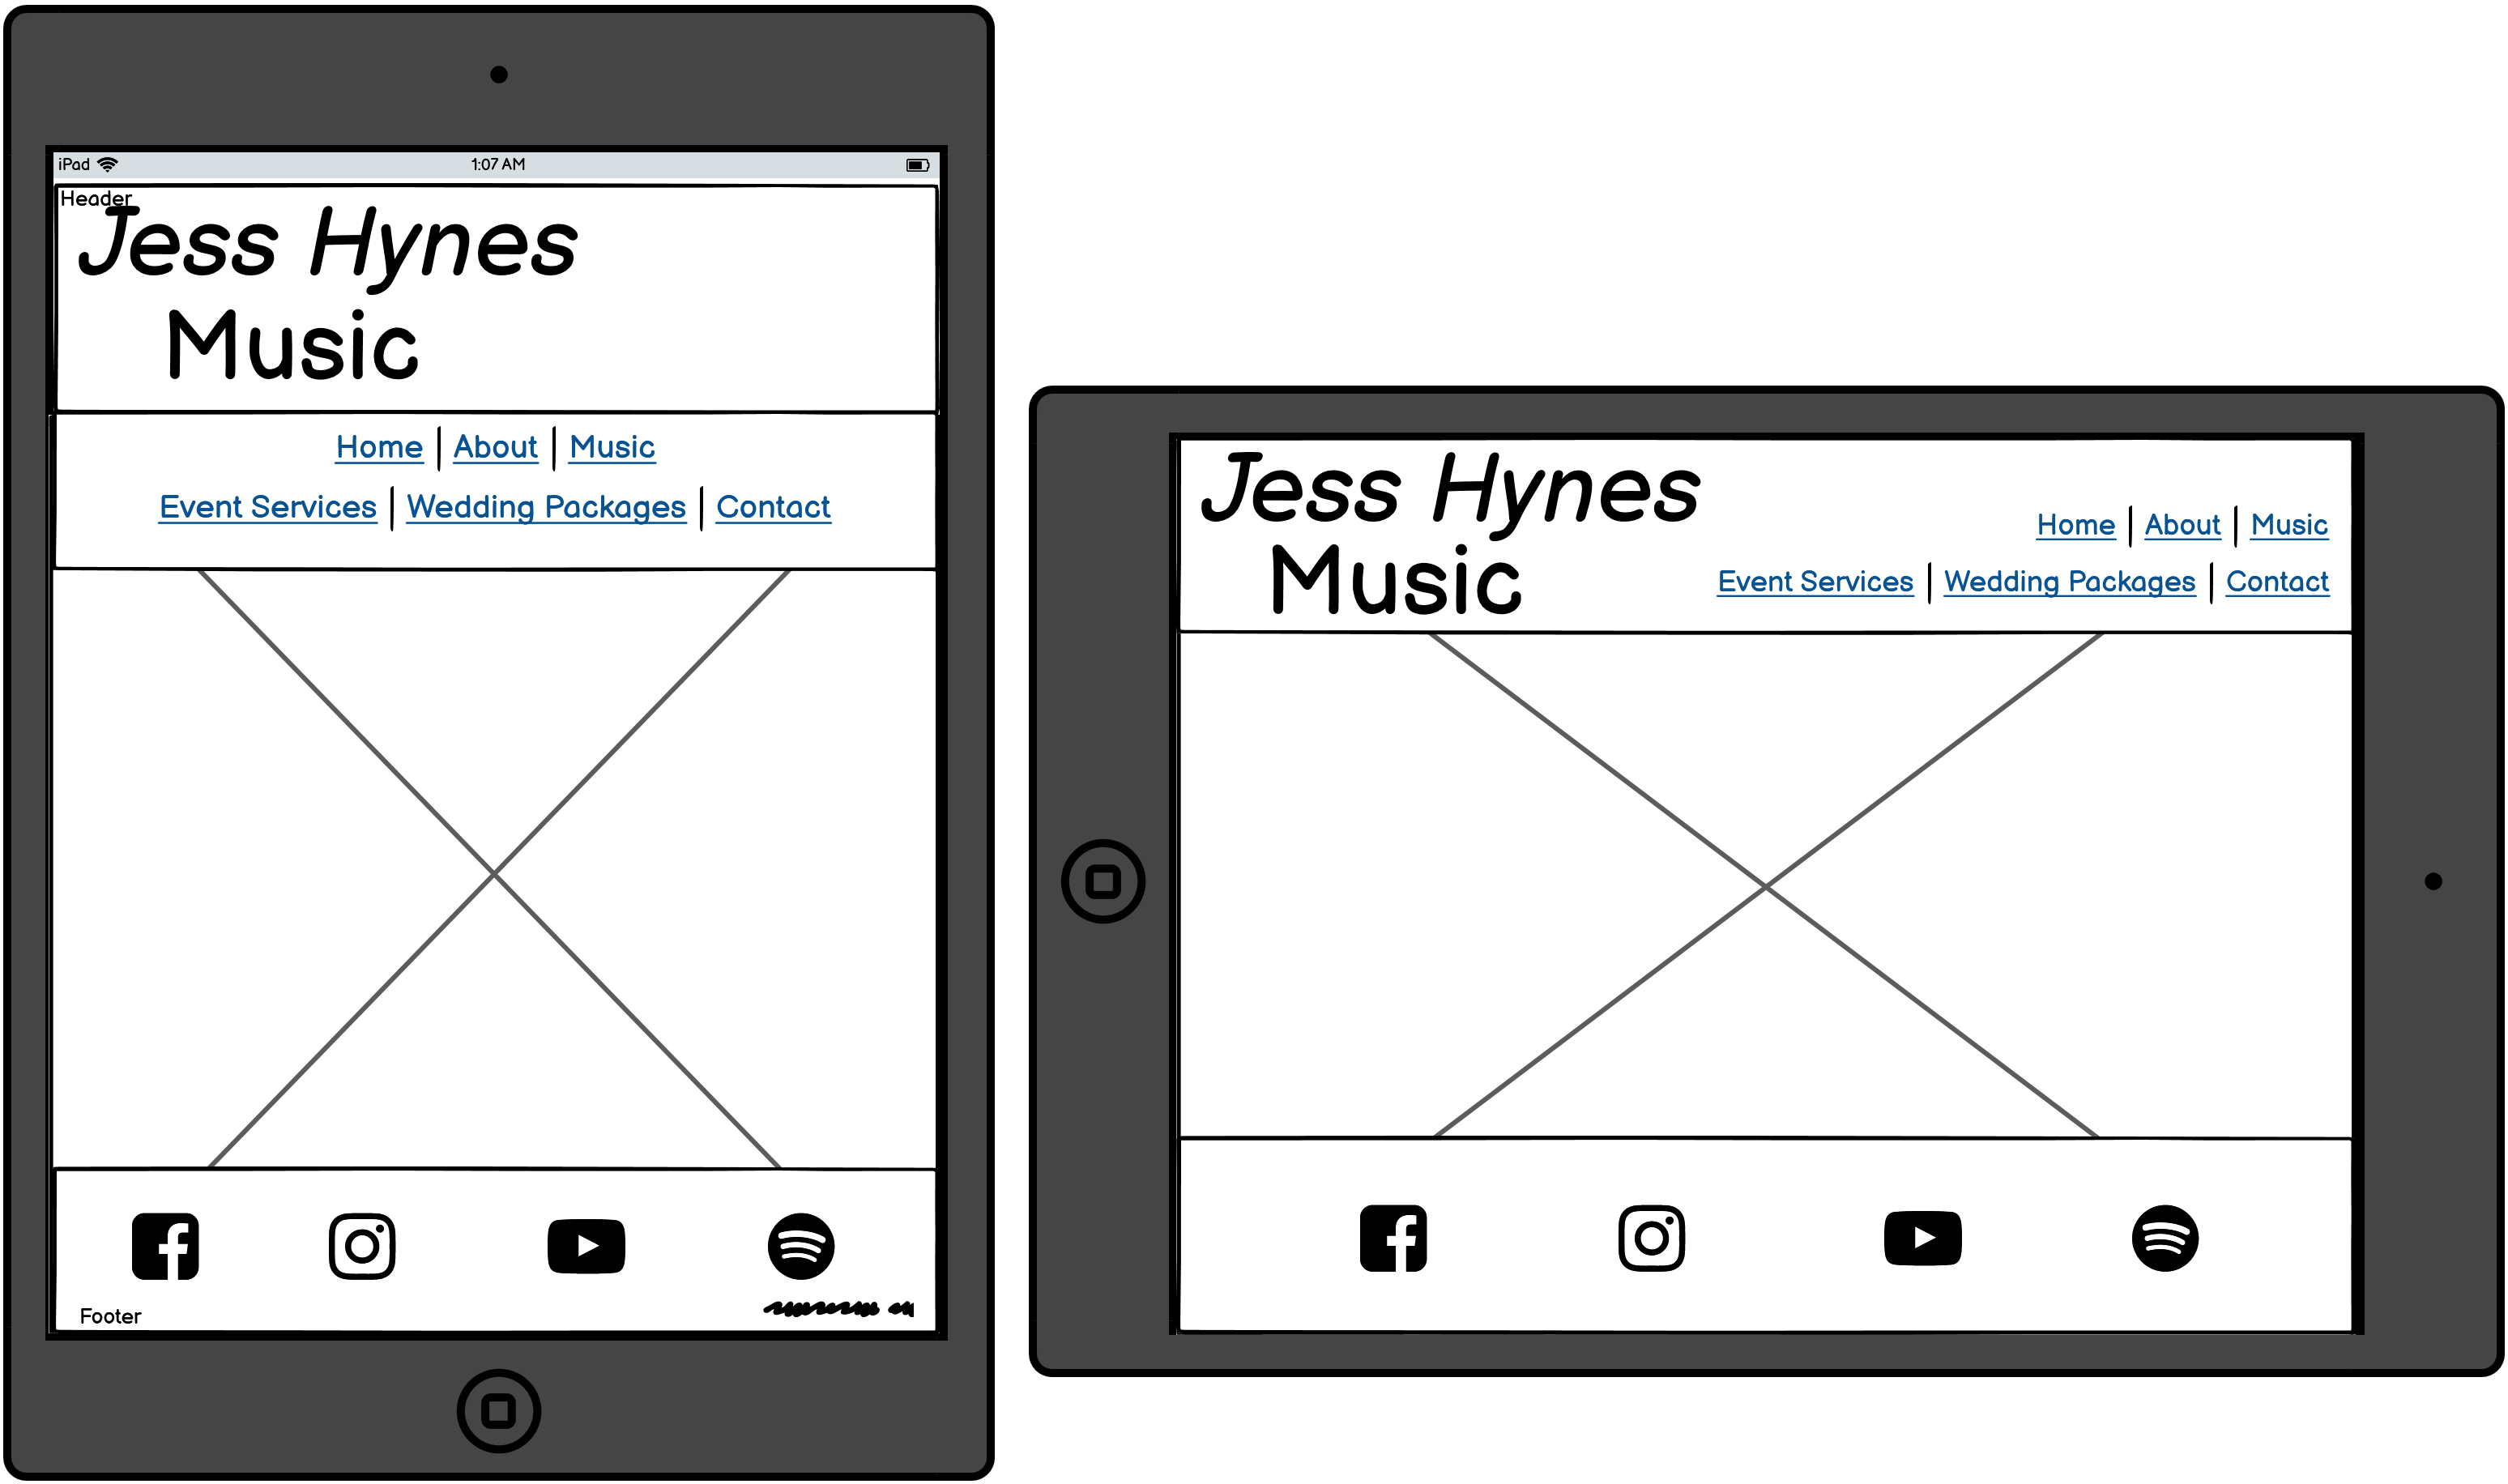 iPad 1:07 AM
Header
Jess Hynes
Music
Home | About | Music
Event Services | Wedding Packages | Contact
Footer
Jess Hynes
Music
Home | About | Music
Event Services | Wedding Packages | Contact